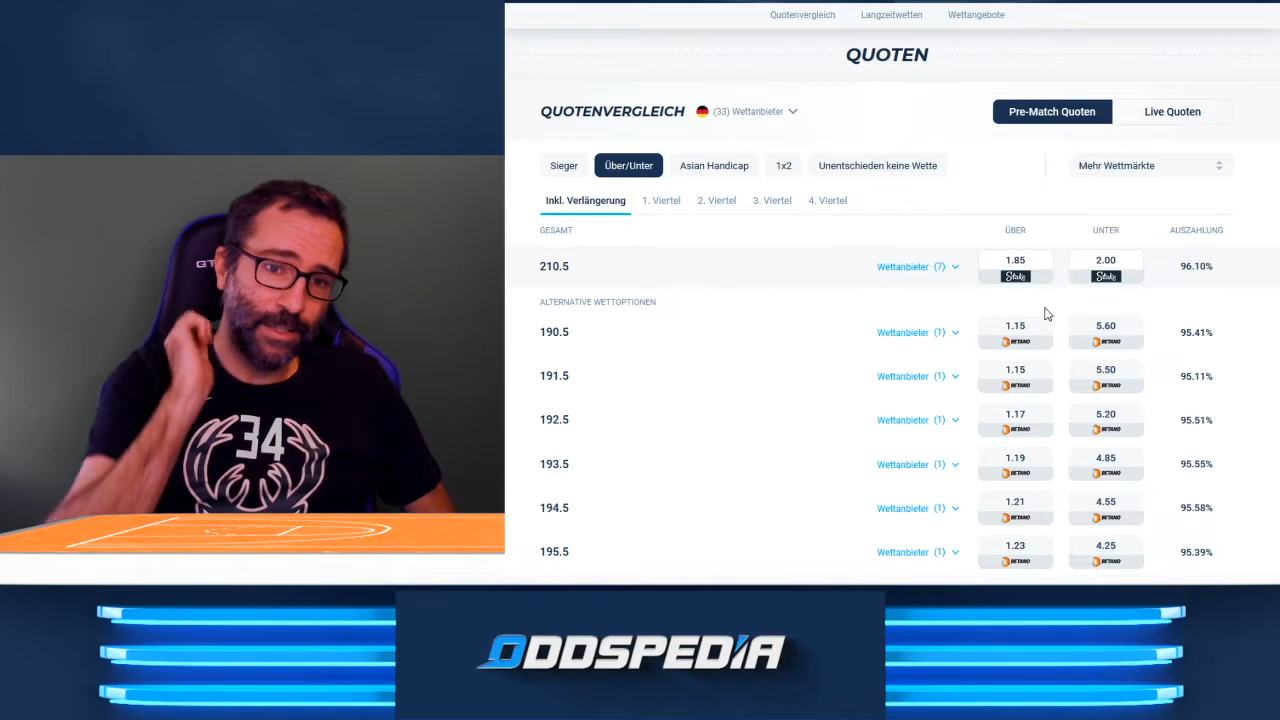 Quotenvergleich Langzeitwetten Wettangebote
QUOTEN
QUOTENVERGLEICH (33) Wettanbieter Pre-Match Quoten Live Quoten
Sieger Über/Unter Asian Handicap 1x2 Unentschieden keine Wette Mehr Wettmärkte
Inkl. Verlängerung 1. Viertel 2. Viertel 3. Viertel 4. Viertel
GESAMT ÜBER UNTER AUSZAHLUNG
210.5 Wettanbieter (7) 1.85 2.00 96.10%
Stake Stake
ALTERNATIVE WETTOPTIONEN
190.5 Wettanbieter (1) 1.15 5.60 95.41%
BETANO BETANO
191.5 Wettanbieter (1) 1.15 5.50 95.11%
BETANO BETANO
192.5 Wettanbieter (1) 1.17 5.20 95.51%
BETANO BETANO
193.5 Wettanbieter (1) 1.19 4.85 95.55%
BETANO BETANO
194.5 Wettanbieter (1) 1.21 4.55 95.58%
BETANO BETANO
195.5 Wettanbieter (1) 1.23 4.25 95.39%
BETANO BETANO
GT
34
ODDSPEDIA